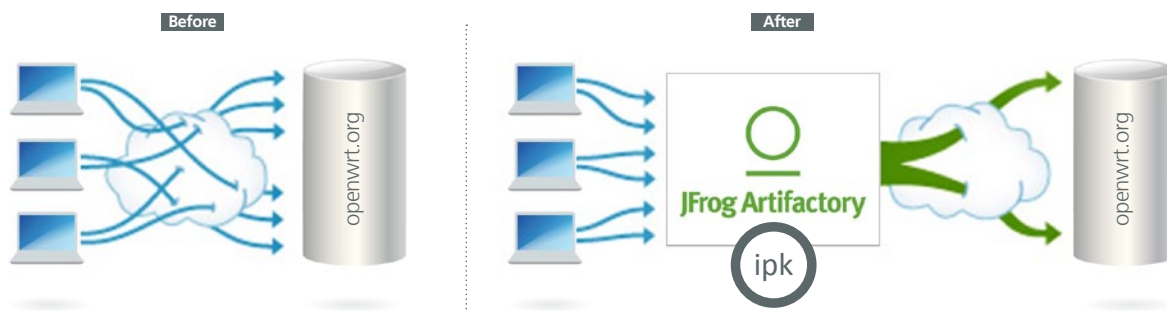 Before
openwrt.org
After
JFrog Artifactory
ipk
openwrt.org